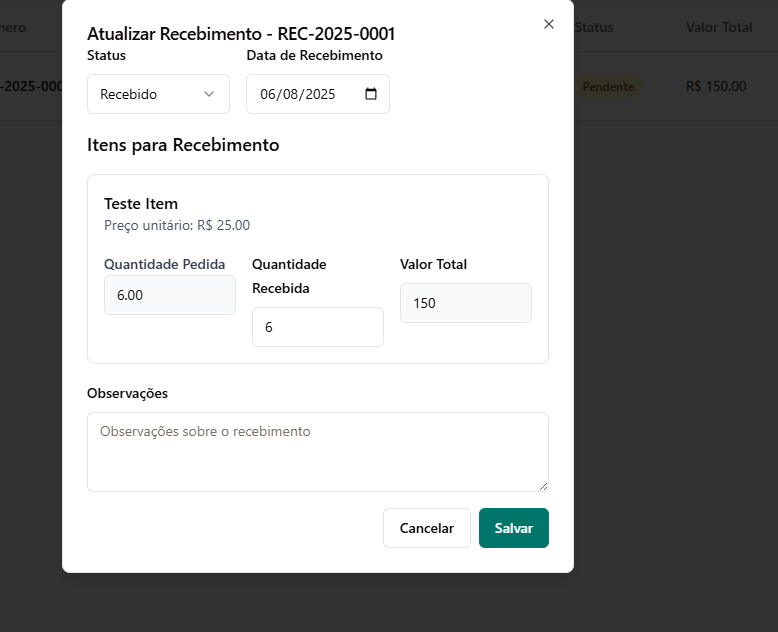 Atualizar Recebimento - REC-2025-0001
Status
Data de Recebimento
Recebido
06/08/2025
Itens para Recebimento
Teste Item
Preço unitário: R$ 25.00
Quantidade Pedida
Quantidade
Recebida
Valor Total
6.00
6
150
Observações
Observações sobre o recebimento
Cancelar
Salvar
mero
Status
Valor Total
-2025-000
Pendente
R$ 150.00